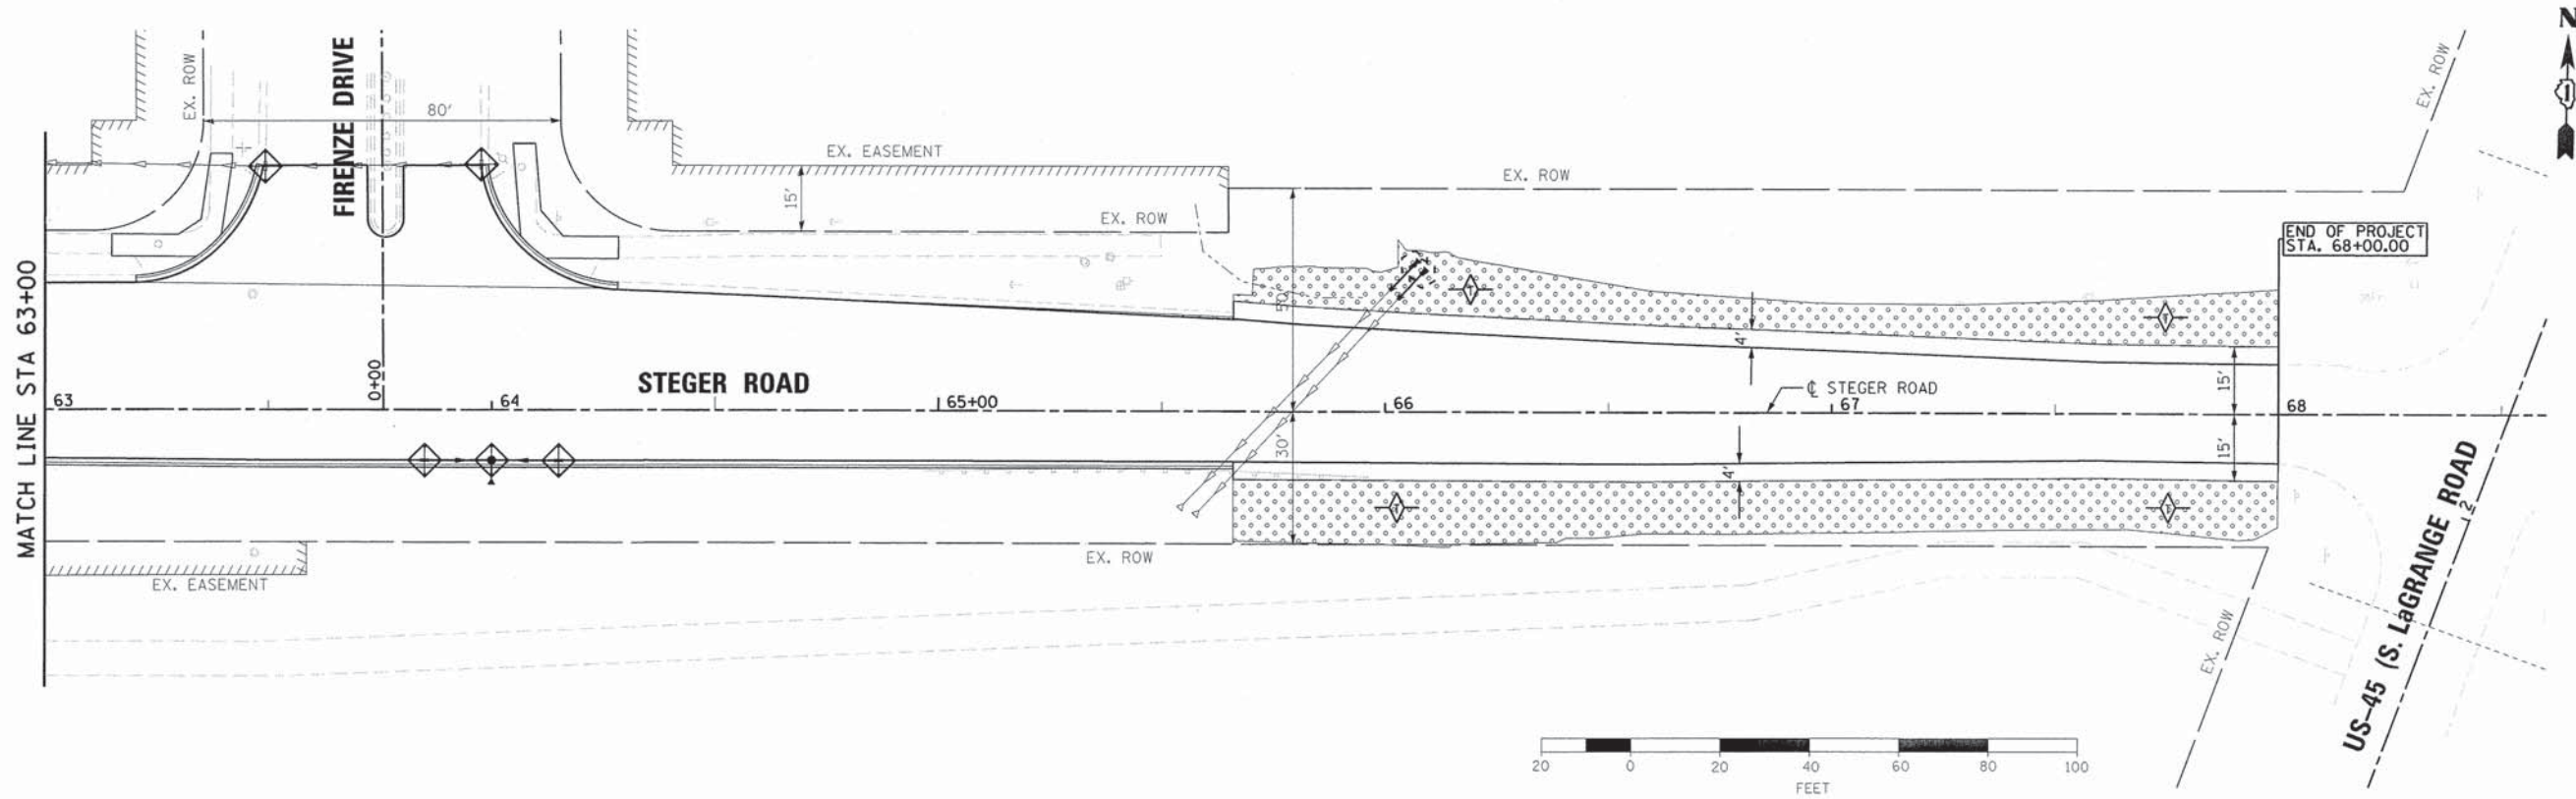 N
EX. ROW
FIRENZE DRIVE
80'
EX. ROW
EX. EASEMENT
EX. ROW
15'
EX. ROW
END OF PROJECT
STA. 68+00.00
MATCH LINE STA 63+00
50'
4'
15'
0+00
STEGER ROAD
℄ STEGER ROAD
63
64
65+00
66
67
68
30'
4'
15'
T
T
T
T
EX. ROW
EX. EASEMENT
EX. ROW
US-45 (S. LaGRANGE ROAD
12
20
0
20
40
60
80
100
FEET